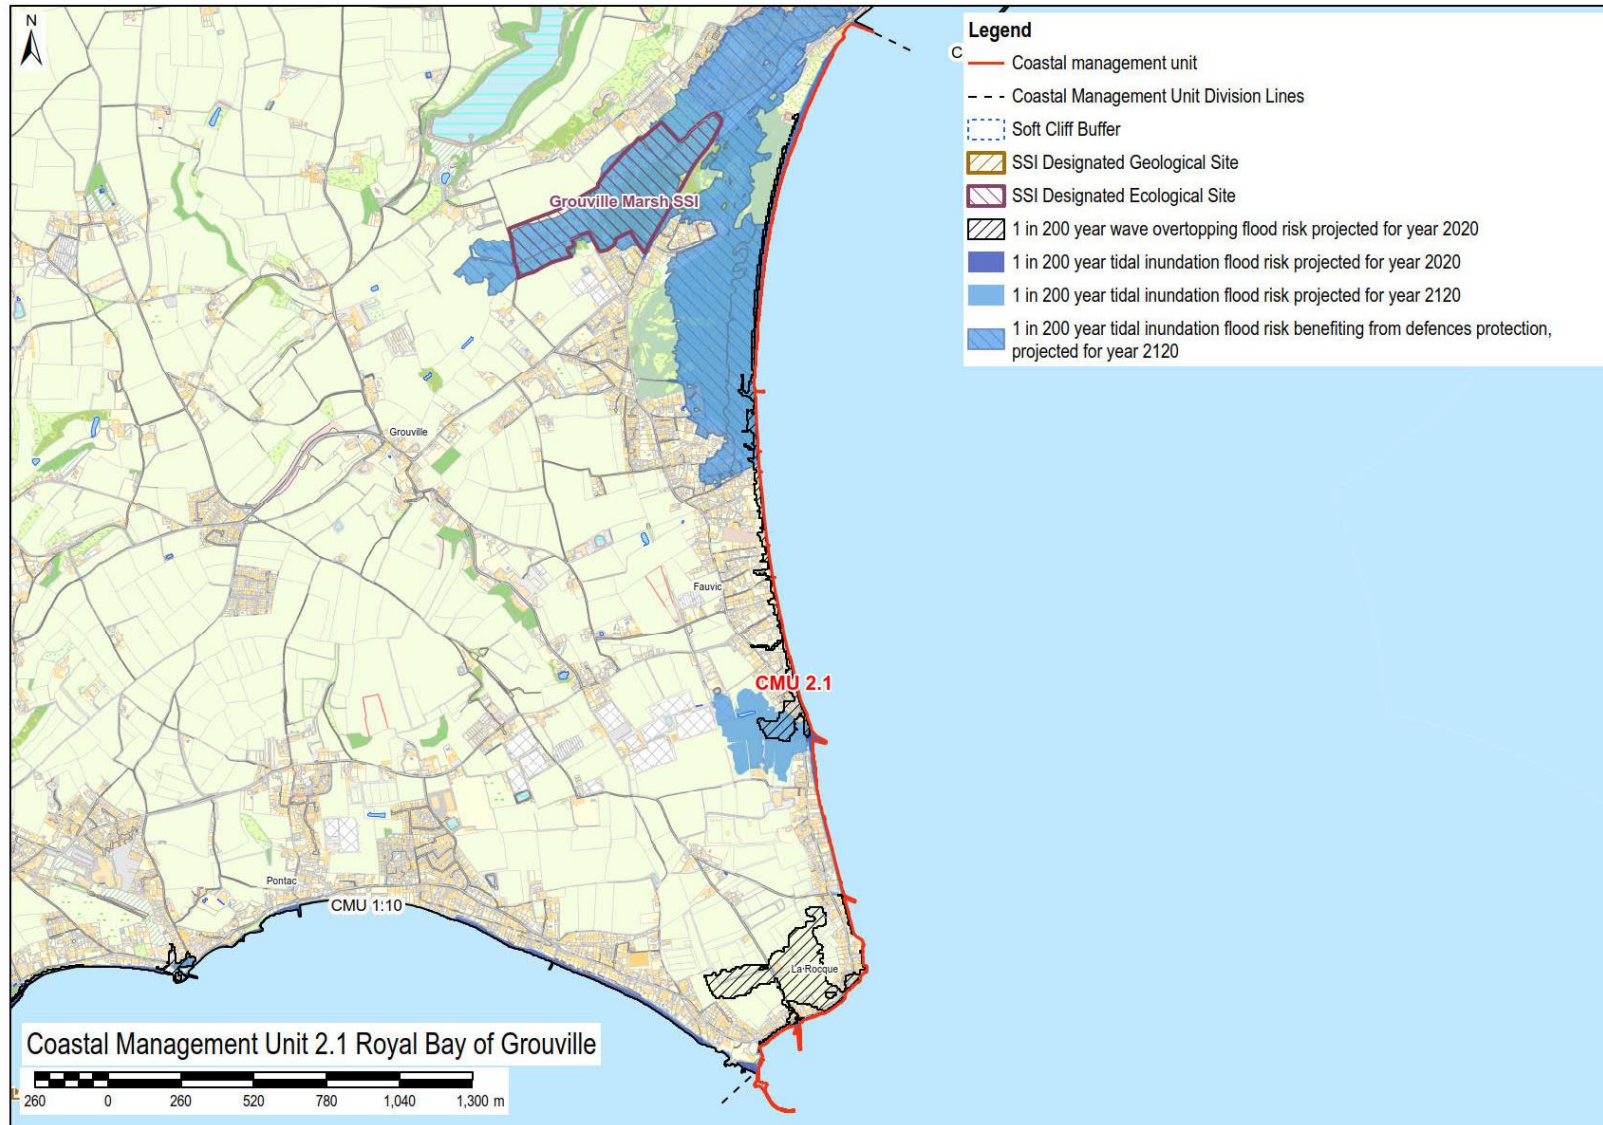 N
C
Legend
Coastal management unit
Coastal Management Unit Division Lines
Soft Cliff Buffer
SSI Designated Geological Site
SSI Designated Ecological Site
1 in 200 year wave overtopping flood risk projected for year 2020
1 in 200 year tidal inundation flood risk projected for year 2020
1 in 200 year tidal inundation flood risk projected for year 2120
1 in 200 year tidal inundation flood risk benefiting from defences protection,
projected for year 2120
Grouville Marsh SSI
Grouville
Fauvic
CMU 2.1
Pontac
CMU 1:10
La Rocque
Coastal Management Unit 2.1 Royal Bay of Grouville
260 0 260 520 780 1,040 1,300 m